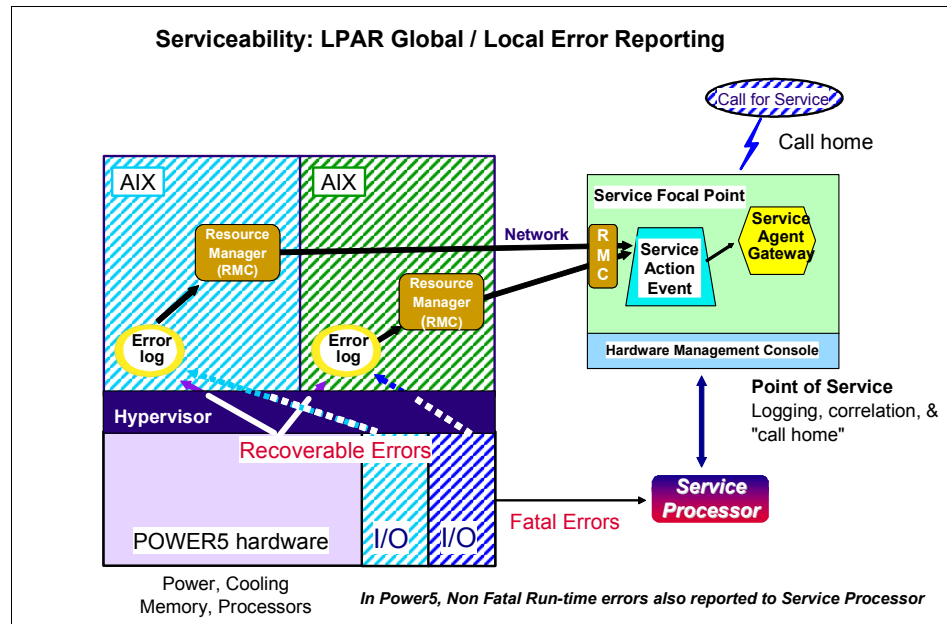 Serviceability: LPAR Global / Local Error Reporting
Call for Service
Call home
AIX
AIX
Service Focal Point
Resource
Manager
(RMC)
Network
R
M
C
Service
Action
Event
Service
Agent
Gateway
Resource
Manager
(RMC)
Error
log
Error
log
Hardware Management Console
Hypervisor
Point of Service
Logging, correlation, &
"call home"
Recoverable Errors
Service
Processor
Fatal Errors
POWER5 hardware
I/O
I/O
Power, Cooling
Memory, Processors
In Power5, Non Fatal Run-time errors also reported to Service Processor